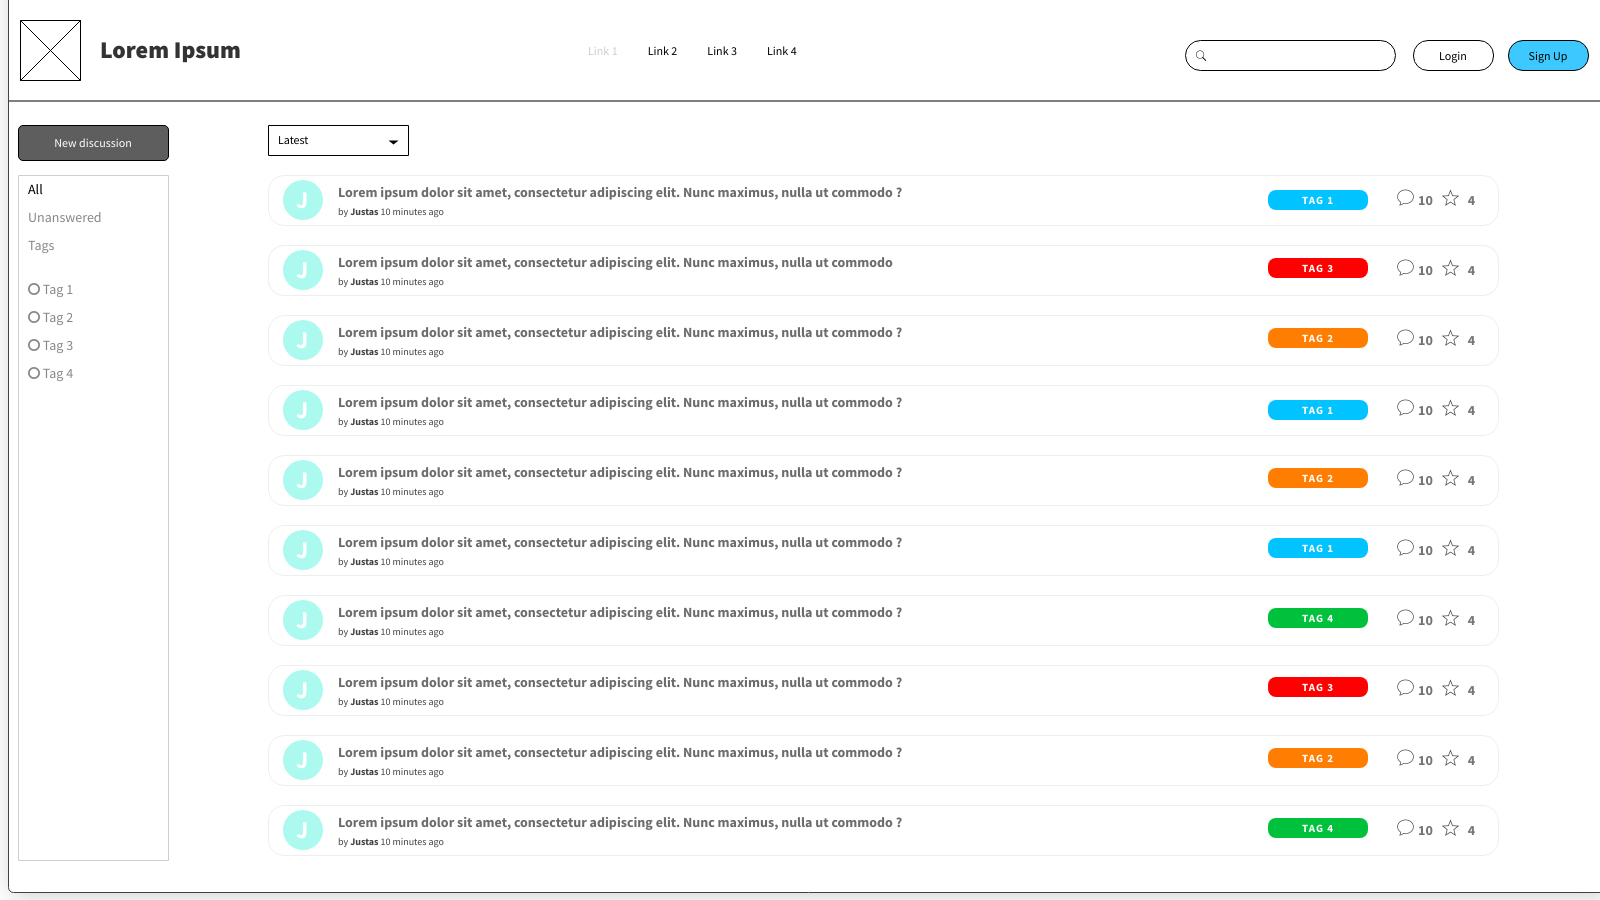 Lorem Ipsum
Link 1 Link 2 Link 3 Link 4
Login Sign Up
New discussion
All
Unanswered
Tags
Tag 1
Tag 2
Tag 3
Tag 4
Latest
J
Lorem ipsum dolor sit amet, consectetur adipiscing elit. Nunc maximus, nulla ut commodo ?
by Justas 10 minutes ago
TAG 1 10 4
J
Lorem ipsum dolor sit amet, consectetur adipiscing elit. Nunc maximus, nulla ut commodo
by Justas 10 minutes ago
TAG 3 10 4
J
Lorem ipsum dolor sit amet, consectetur adipiscing elit. Nunc maximus, nulla ut commodo ?
by Justas 10 minutes ago
TAG 2 10 4
J
Lorem ipsum dolor sit amet, consectetur adipiscing elit. Nunc maximus, nulla ut commodo ?
by Justas 10 minutes ago
TAG 1 10 4
J
Lorem ipsum dolor sit amet, consectetur adipiscing elit. Nunc maximus, nulla ut commodo ?
by Justas 10 minutes ago
TAG 2 10 4
J
Lorem ipsum dolor sit amet, consectetur adipiscing elit. Nunc maximus, nulla ut commodo ?
by Justas 10 minutes ago
TAG 1 10 4
J
Lorem ipsum dolor sit amet, consectetur adipiscing elit. Nunc maximus, nulla ut commodo ?
by Justas 10 minutes ago
TAG 4 10 4
J
Lorem ipsum dolor sit amet, consectetur adipiscing elit. Nunc maximus, nulla ut commodo ?
by Justas 10 minutes ago
TAG 3 10 4
J
Lorem ipsum dolor sit amet, consectetur adipiscing elit. Nunc maximus, nulla ut commodo ?
by Justas 10 minutes ago
TAG 2 10 4
J
Lorem ipsum dolor sit amet, consectetur adipiscing elit. Nunc maximus, nulla ut commodo ?
by Justas 10 minutes ago
TAG 4 10 4